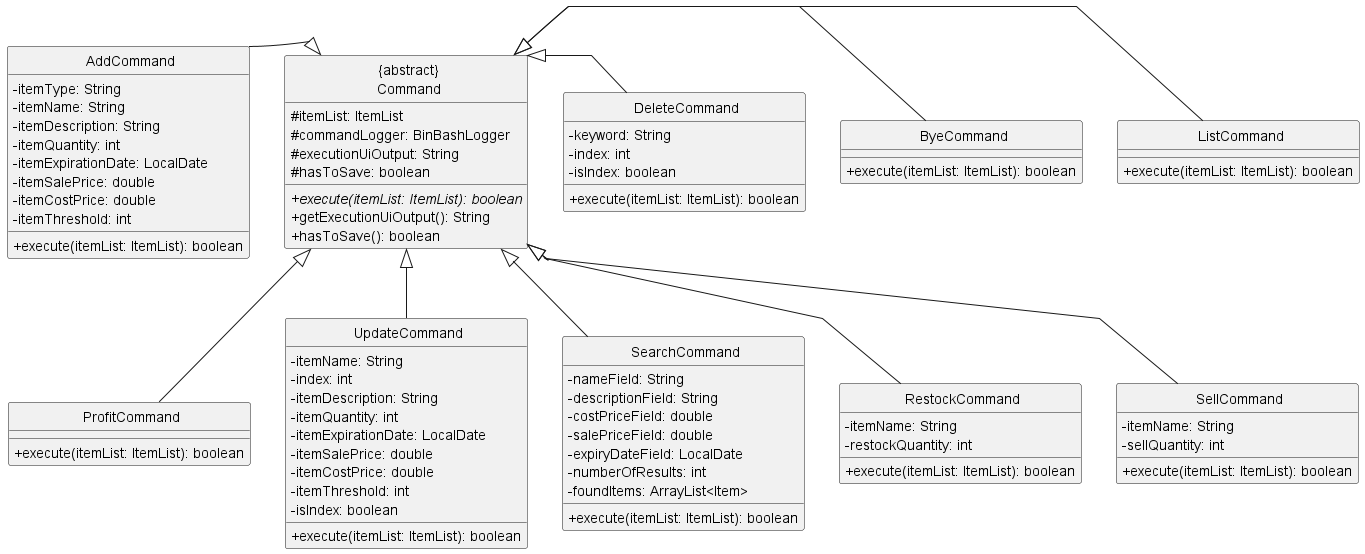 AddCommand
-itemType: String
-itemName: String
-itemDescription: String
-itemQuantity: int
-itemExpirationDate: LocalDate
-itemSalePrice: double
-itemCostPrice: double
-itemThreshold: int
+execute(itemList: ItemList): boolean
{abstract}
Command
#itemList: ItemList
#commandLogger: BinBashLogger
#executionUiOutput: String
#hasToSave: boolean
+execute(itemList: ItemList): boolean
+getExecutionUiOutput(): String
+hasToSave(): boolean
DeleteCommand
-keyword: String
-index: int
-isIndex: boolean
+execute(itemList: ItemList): boolean
ByeCommand
+execute(itemList: ItemList): boolean
ListCommand
+execute(itemList: ItemList): boolean
ProfitCommand
+execute(itemList: ItemList): boolean
UpdateCommand
-itemName: String
-index: int
-itemDescription: String
-itemQuantity: int
-itemExpirationDate: LocalDate
-itemSalePrice: double
-itemCostPrice: double
-itemThreshold: int
-isIndex: boolean
+execute(itemList: ItemList): boolean
SearchCommand
-nameField: String
-descriptionField: String
-costPriceField: double
-salePriceField: double
-expiryDateField: LocalDate
-numberOfResults: int
-foundItems: ArrayList<Item>
+execute(itemList: ItemList): boolean
RestockCommand
-itemName: String
-restockQuantity: int
+execute(itemList: ItemList): boolean
SellCommand
-itemName: String
-sellQuantity: int
+execute(itemList: ItemList): boolean